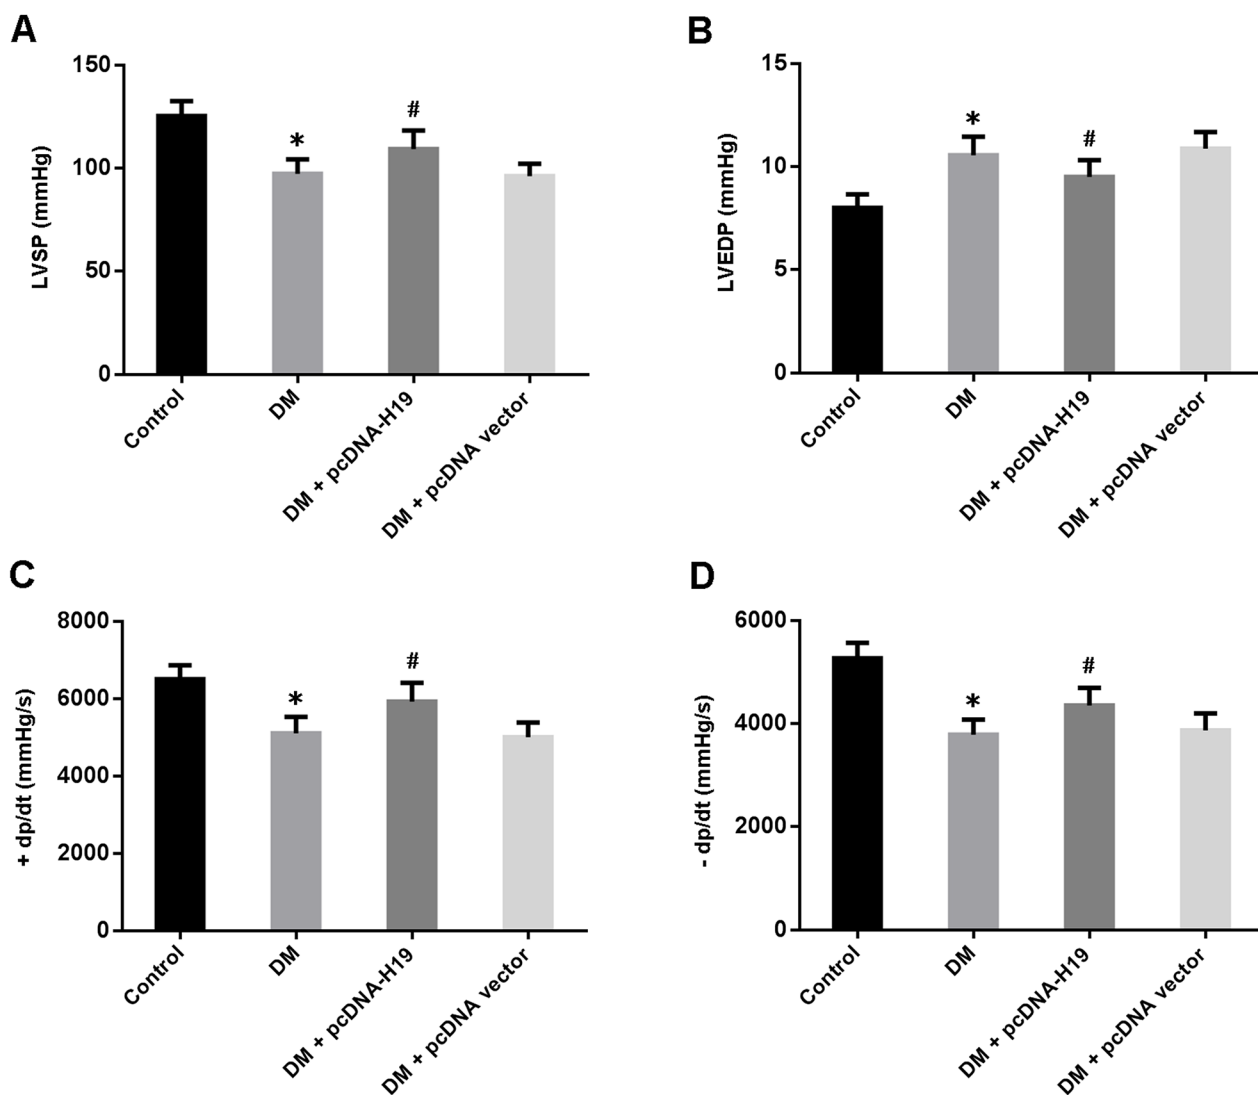 A
LVSP (mmHg)
150
100
50
0
*
#
Control
DM
DM + pcDNA-H19
DM + pcDNA vector
B
LVEDP (mmHg)
15
10
5
0
*
#
Control
DM
DM + pcDNA-H19
DM + pcDNA vector
C
+ dp/dt (mmHg/s)
8000
6000
4000
2000
0
*
#
Control
DM
DM + pcDNA-H19
DM + pcDNA vector
D
- dp/dt (mmHg/s)
6000
4000
2000
0
*
#
Control
DM
DM + pcDNA-H19
DM + pcDNA vector